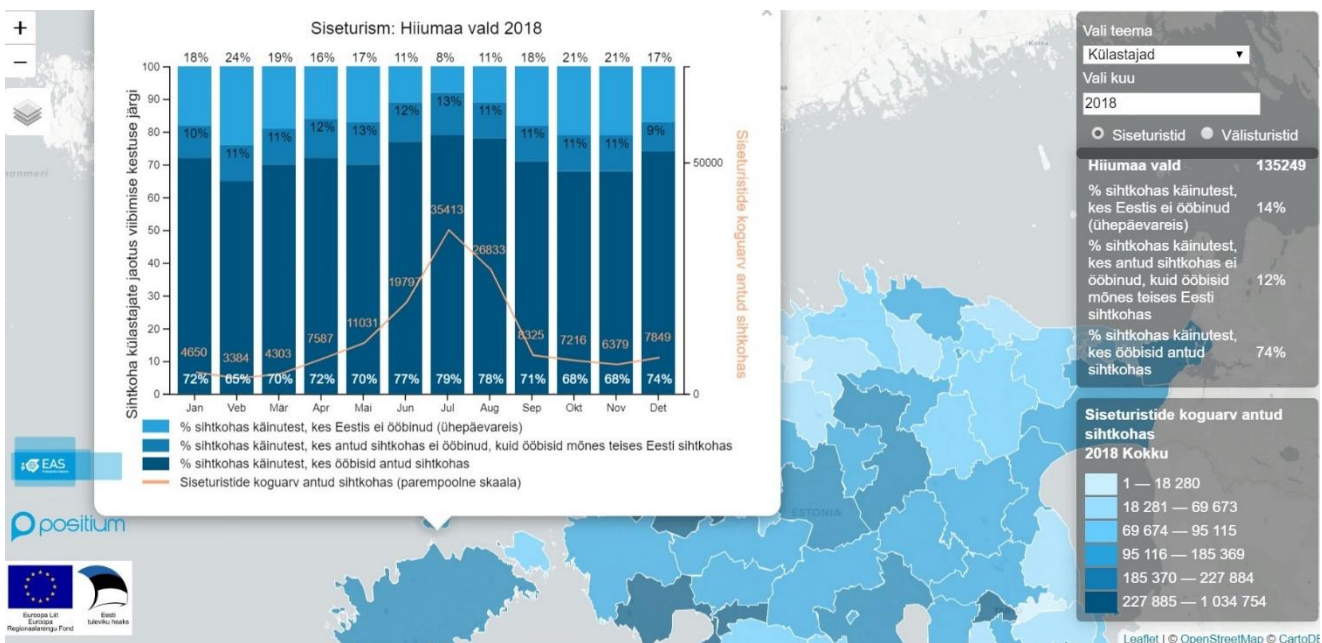 +
−
Siseturism: Hiiumaa vald 2018
18% 24% 19% 16% 17% 11% 8% 11% 18% 21% 21% 17%
10% 11% 11% 12% 13% 12% 13% 11% 11% 11% 11% 9%
100
90
80
70
60
50
40
30
20
10
0
Sihtkoha külastajate jaotus viibimise kestuse järgi
4650 3384 4303 7587 11031 19797 35413 26833 8325 7216 6379 7849
72% 65% 70% 72% 70% 77% 79% 78% 71% 68% 68% 74%
Jan Veb Mär Apr Mai Jun Jul Aug Sep Okt Nov Det
50000
0
Siseturistide koguarv antud sihtkohas
% sihtkohas käinutest, kes Eestis ei ööbinud (ühepäevareis)
% sihtkohas käinutest, kes antud sihtkohas ei ööbinud, kuid ööbisid mõnes teises Eesti sihtkohas
% sihtkohas käinutest, kes ööbisid antud sihtkohas
Siseturistide koguarv antud sihtkohas (parempoolne skaala)
EAS
positium
Euroopa Liit
Euroopa
Regionaalarengu Fond
Eesti
tuleviku heaks
ESTONIA
Vali teema
Külastajad
Vali kuu
2018
Siseturistid Välisturistid
Hiiumaa vald 135249
% sihtkohas käinutest,
kes Eestis ei ööbinud 14%
(ühepäevareis)
% sihtkohas käinutest,
kes antud sihtkohas ei
ööbinud, kuid ööbisid 12%
mõnes teises Eesti
sihtkohas
% sihtkohas käinutest,
kes ööbisid antud 74%
sihtkohas
Siseturistide koguarv antud
sihtkohas
2018 Kokku
1 — 18 280
18 281 — 69 673
69 674 — 95 115
95 116 — 185 369
185 370 — 227 884
227 885 — 1 034 754
Leaflet | © OpenStreetMap © CartoDB